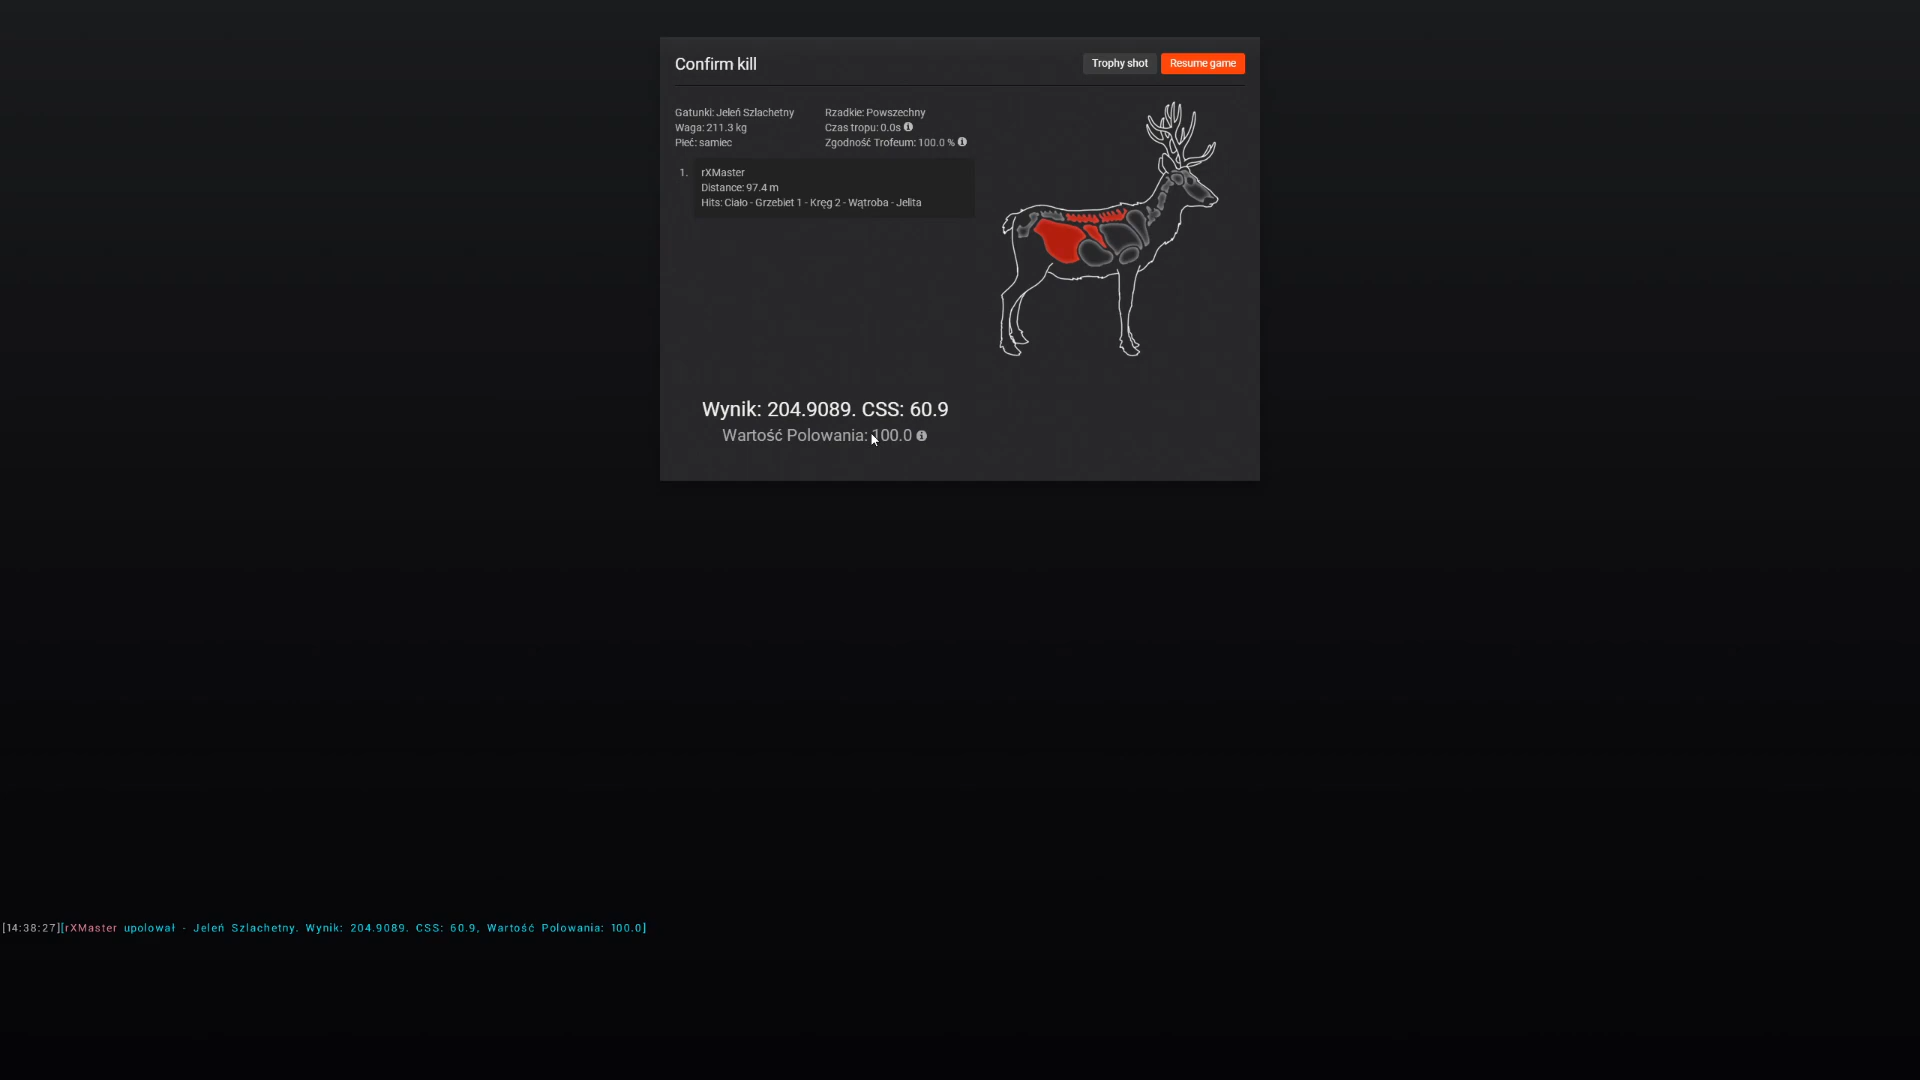 Confirm kill
Trophy shot
Resume game
Gatunki: Jeleń Szlachetny
Waga: 211.3 kg
Płeć: samiec
Rzadkie: Powszechny
Czas tropu: 0.0s
Zgodność Trofeum: 100.0 %
1. rXMaster
Distance: 97.4 m
Hits: Ciało - Grzebiet 1 - Kręg 2 - Wątroba - Jelita
Wynik: 204.9089. CSS: 60.9
Wartość Polowania: 100.0
[14:38:27][rXMaster upolował - Jeleń Szlachetny. Wynik: 204.9089. CSS: 60.9, Wartość Polowania: 100.0]